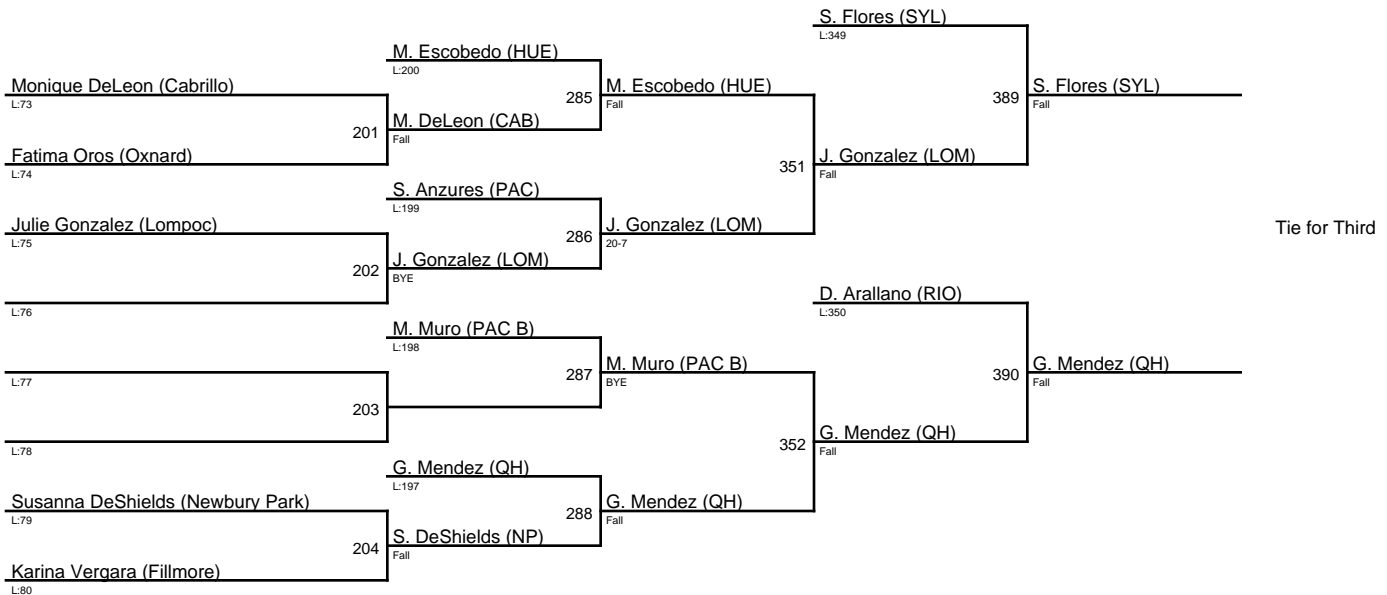 S. Flores (SYL)
L:349
M. Escobedo (HUE)
L:200
Monique DeLeon (Cabrillo)
L:73
285
M. Escobedo (HUE)
Fall
389
S. Flores (SYL)
Fall
201
M. DeLeon (CAB)
Fall
Fatima Oros (Oxnard)
L:74
351
J. Gonzalez (LOM)
Fall
S. Anzures (PAC)
L:199
Julie Gonzalez (Lompoc)
L:75
286
J. Gonzalez (LOM)
20-7
Tie for Third
202
J. Gonzalez (LOM)
BYE
L:76
D. Arallano (RIO)
L:350
M. Muro (PAC B)
L:198
L:77
287
M. Muro (PAC B)
BYE
390
G. Mendez (QH)
Fall
203
L:78
352
G. Mendez (QH)
Fall
G. Mendez (QH)
L:197
Susanna DeShields (Newbury Park)
L:79
288
G. Mendez (QH)
Fall
204
S. DeShields (NP)
Fall
Karina Vergara (Fillmore)
L:80